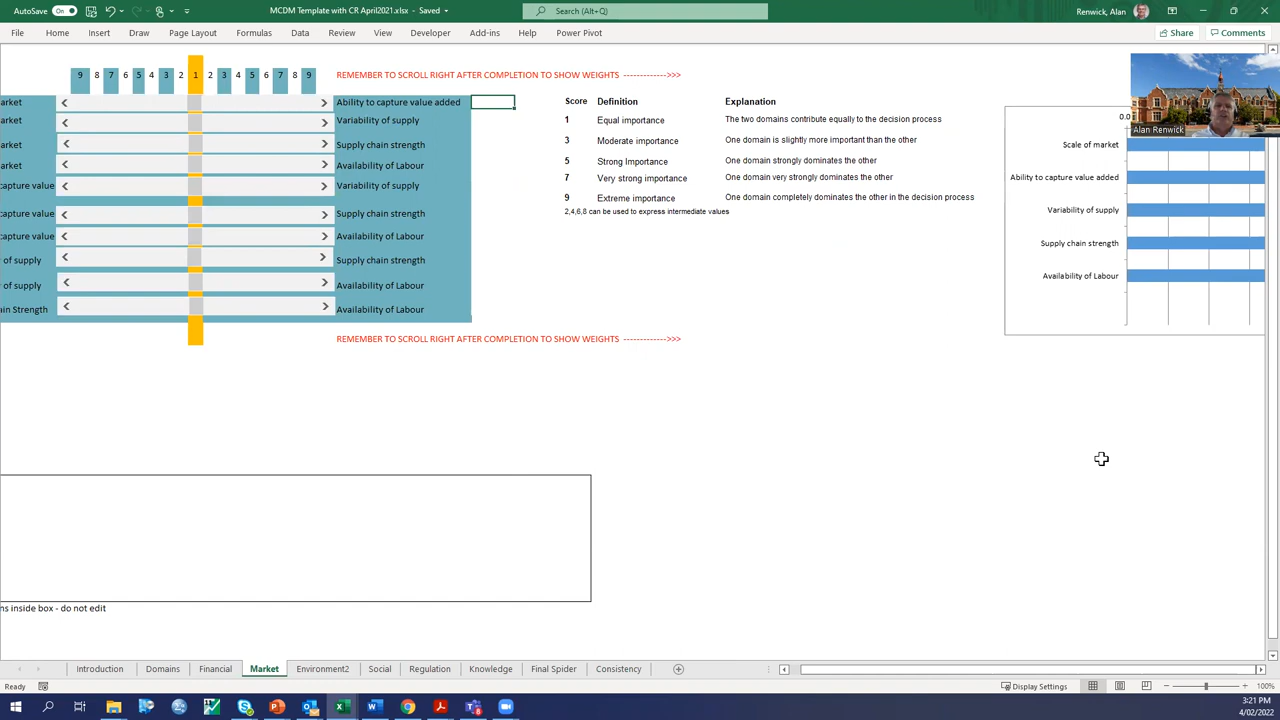 AutoSave On MCDM Template with CR April2021.xlsx - Saved Search (Alt+Q) Renwick, Alan
File Home Insert Draw Page Layout Formulas Data Review View Developer Add-ins Help Power Pivot Share Comments
9 8 7 6 5 4 3 2 1 2 3 4 5 6 7 8 9 REMEMBER TO SCROLL RIGHT AFTER COMPLETION TO SHOW WEIGHTS ------------->>>
arket Ability to capture value added
arket Variability of supply
arket Supply chain strength
arket Availability of Labour
capture value Variability of supply
capture value Supply chain strength
capture value Availability of Labour
y of supply Supply chain strength
y of supply Availability of Labour
ain Strength Availability of Labour
Score Definition Explanation
1 Equal importance The two domains contribute equally to the decision process
3 Moderate importance One domain is slightly more important than the other
5 Strong Importance One domain strongly dominates the other
7 Very strong importance One domain very strongly dominates the other
9 Extreme importance One domain completely dominates the other in the decision process
2,4,6,8 can be used to express intermediate values
0.0
Alan Renwick
Scale of market
Ability to capture value added
Variability of supply
Supply chain strength
Availability of Labour
REMEMBER TO SCROLL RIGHT AFTER COMPLETION TO SHOW WEIGHTS ------------->>>
ns inside box - do not edit
Introduction Domains Financial Market Environment2 Social Regulation Knowledge Final Spider Consistency
Ready Display Settings 100%
3:21 PM
4/02/2022